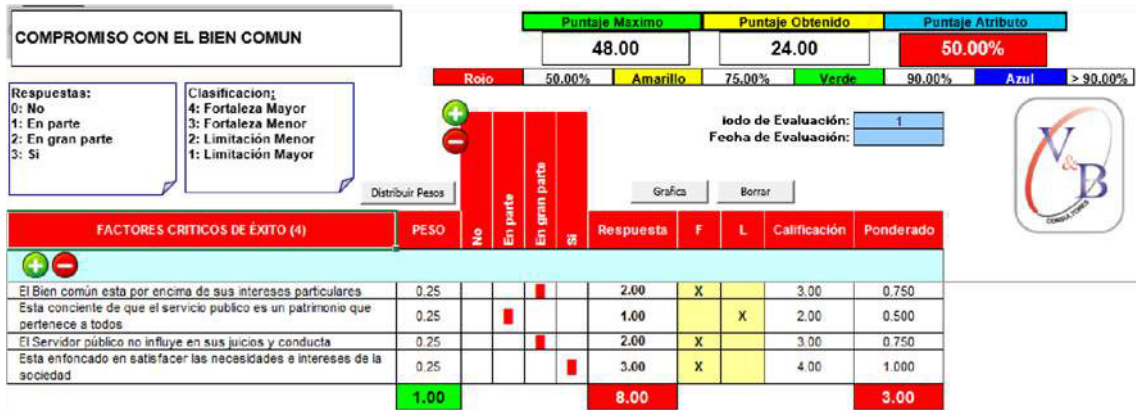 COMPROMISO CON EL BIEN COMUN
Puntaje Maximo Puntaje Obtenido Puntaje Atributo
48.00 24.00 50.00%
Rojo 50.00% Amarillo 75.00% Verde 90.00% Azul > 90.00%
Respuestas:
0: No
1: En parte
2: En gran parte
3: Si
Clasificacion:
4: Fortaleza Mayor
3: Fortaleza Menor
2: Limitación Menor
1: Limitación Mayor
iodo de Evaluación: 1
Fecha de Evaluación:
Distribuir Pesos
Grafica Borrar
V&B
CONSULTORES
FACTORES CRITICOS DE ÉXITO (4) PESO No En parte En gran parte Si Respuesta F L Calificación Ponderado
El Bien común esta por encima de sus intereses particulares 0.25 2.00 X 3.00 0.750
Esta conciente de que el servicio publico es un patrimonio que
pertenece a todos 0.25 1.00 X 2.00 0.500
El Servidor público no influye en sus juicios y conducta 0.25 2.00 X 3.00 0.750
Esta enfoncado en satisfacer las necesidades e intereses de la
sociedad 0.25 3.00 X 4.00 1.000
1.00 8.00 3.00